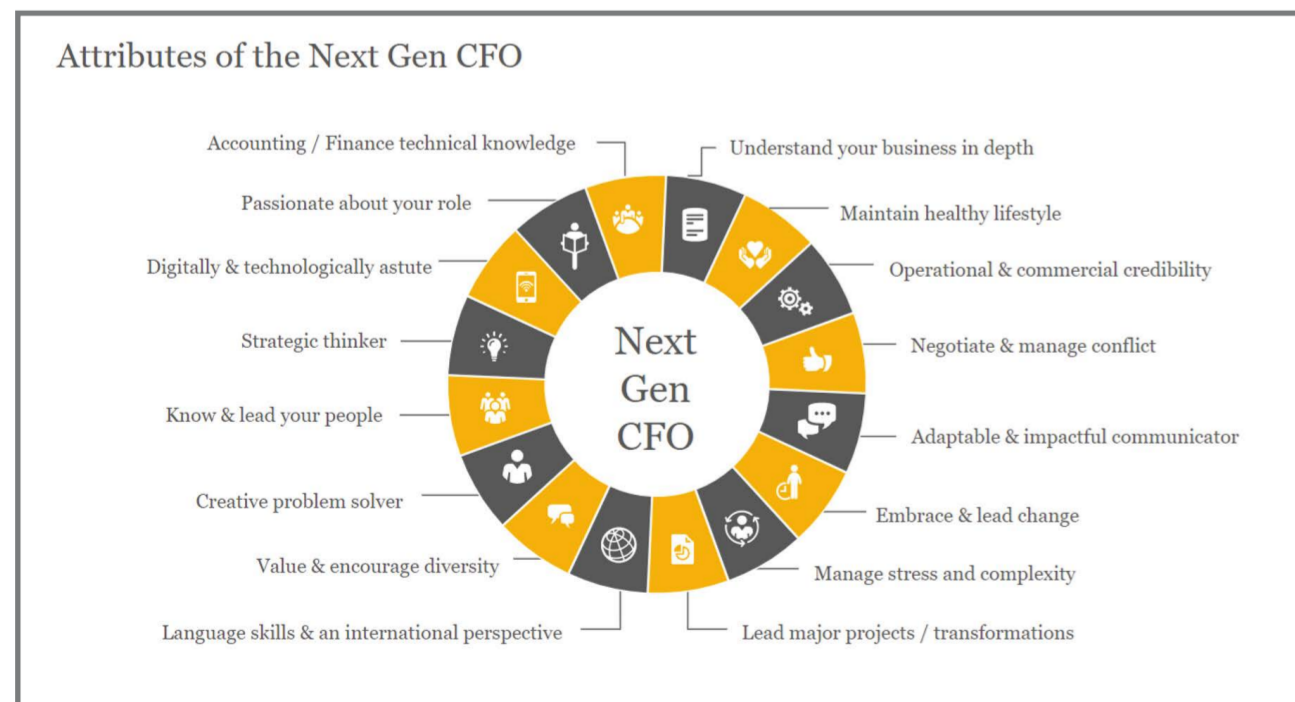 Attributes of the Next Gen CFO
Accounting / Finance technical knowledge
Understand your business in depth
Passionate about your role
Maintain healthy lifestyle
Digitally & technologically astute
Operational & commercial credibility
Strategic thinker
Negotiate & manage conflict
Next
Gen
CFO
Know & lead your people
Adaptable & impactful communicator
Creative problem solver
Embrace & lead change
Value & encourage diversity
Manage stress and complexity
Language skills & an international perspective
Lead major projects / transformations